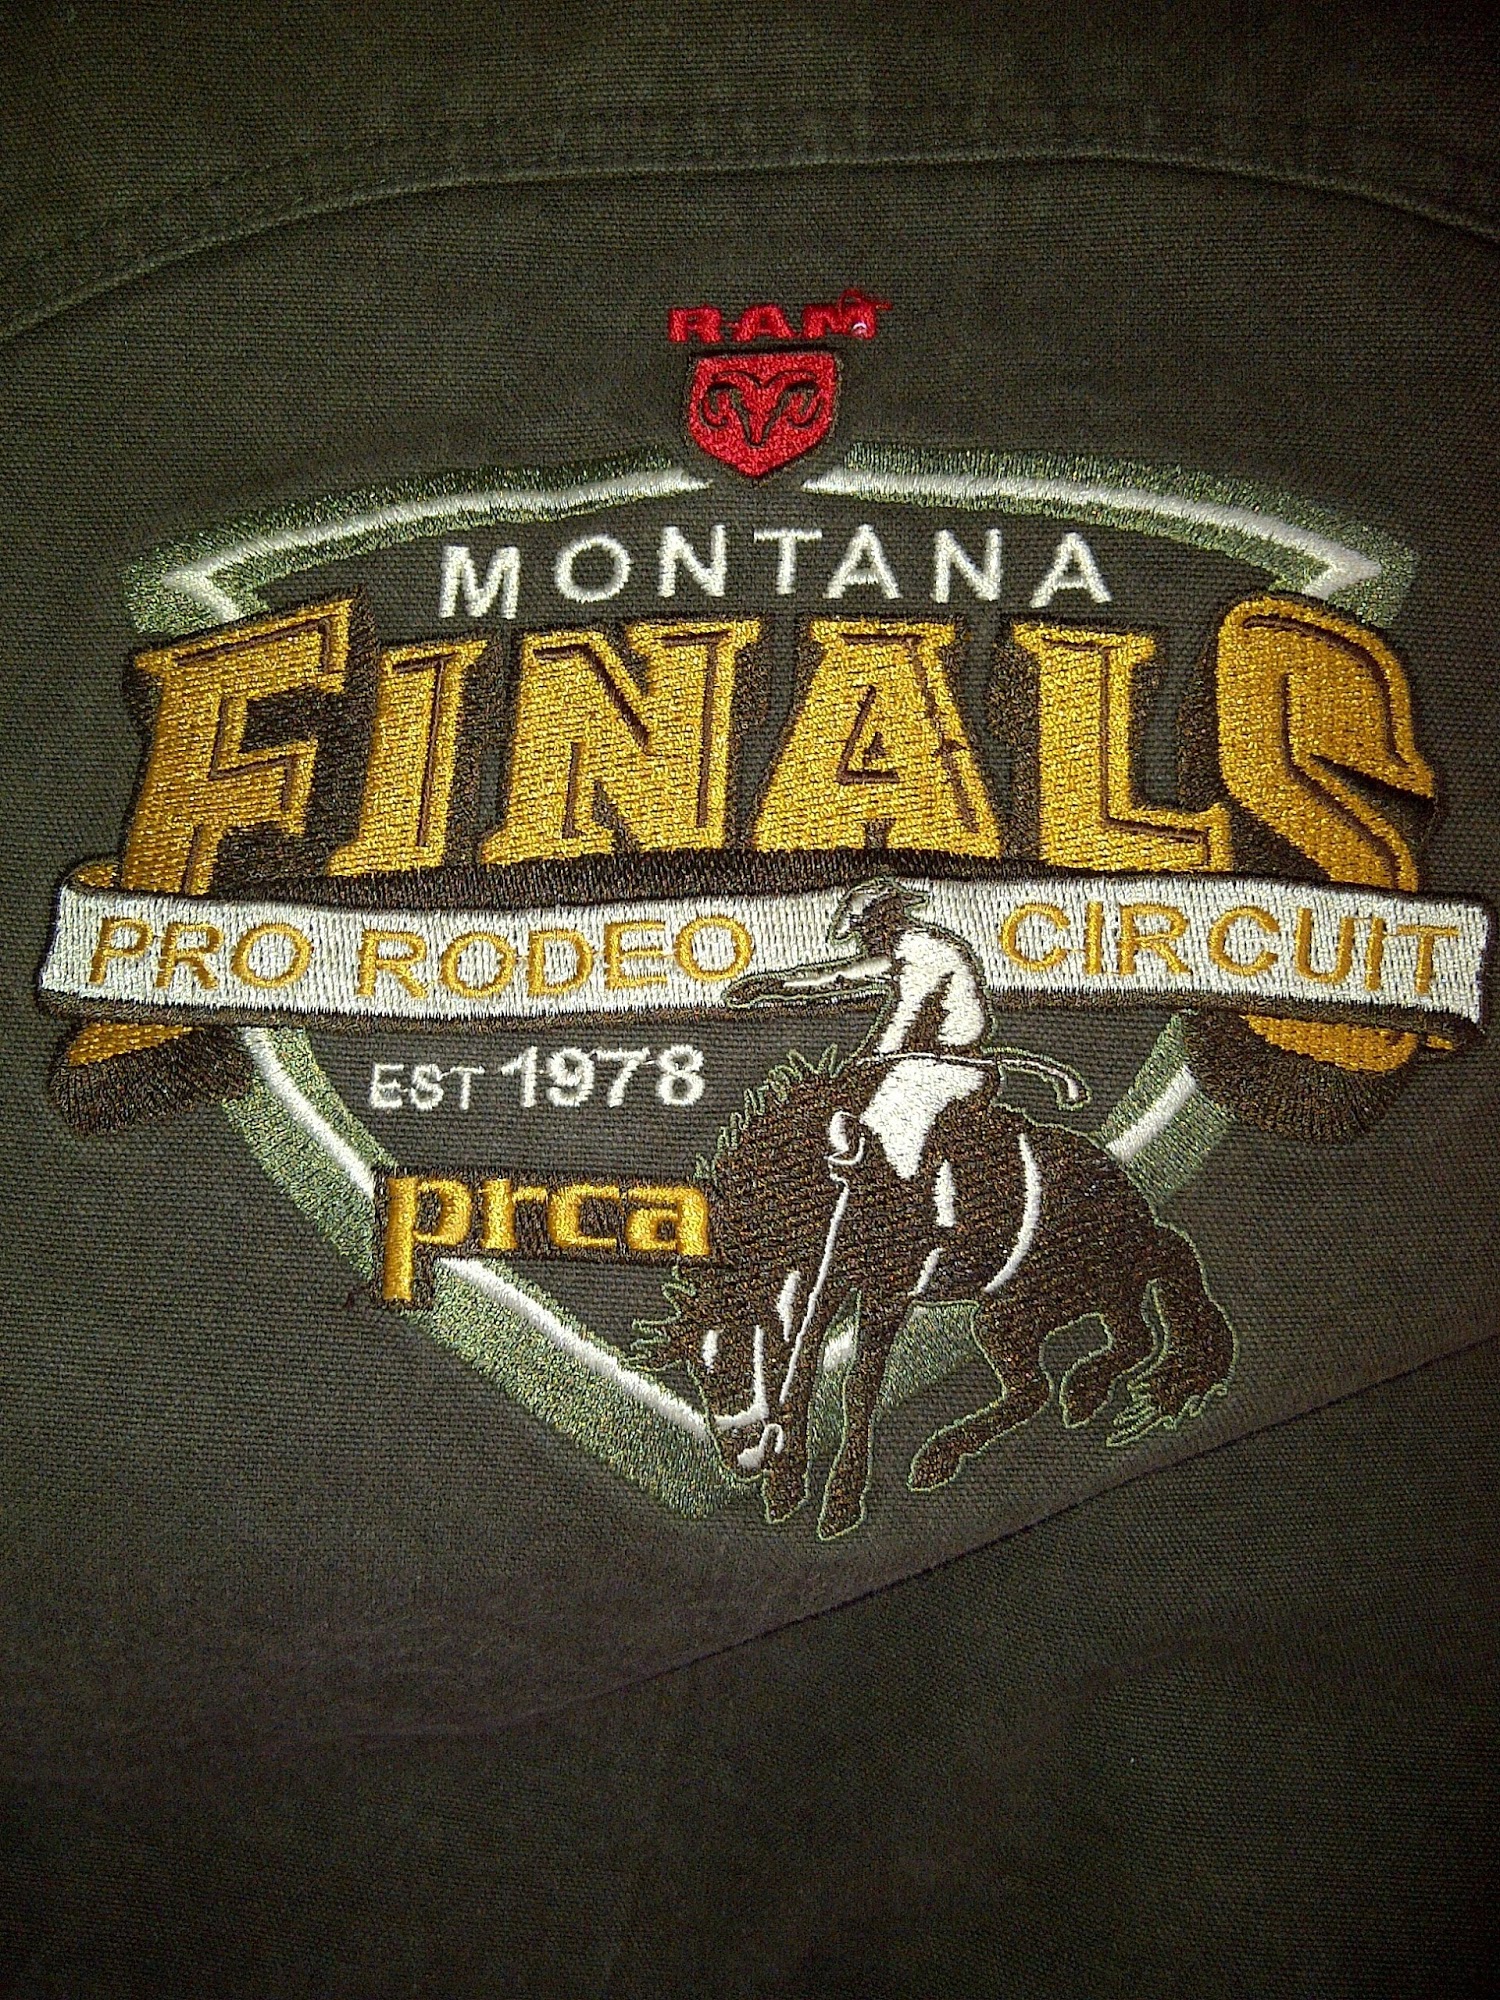 RAM
MONTANA
FINALS
PRO RODEO CIRCUIT
EST 1978
prca